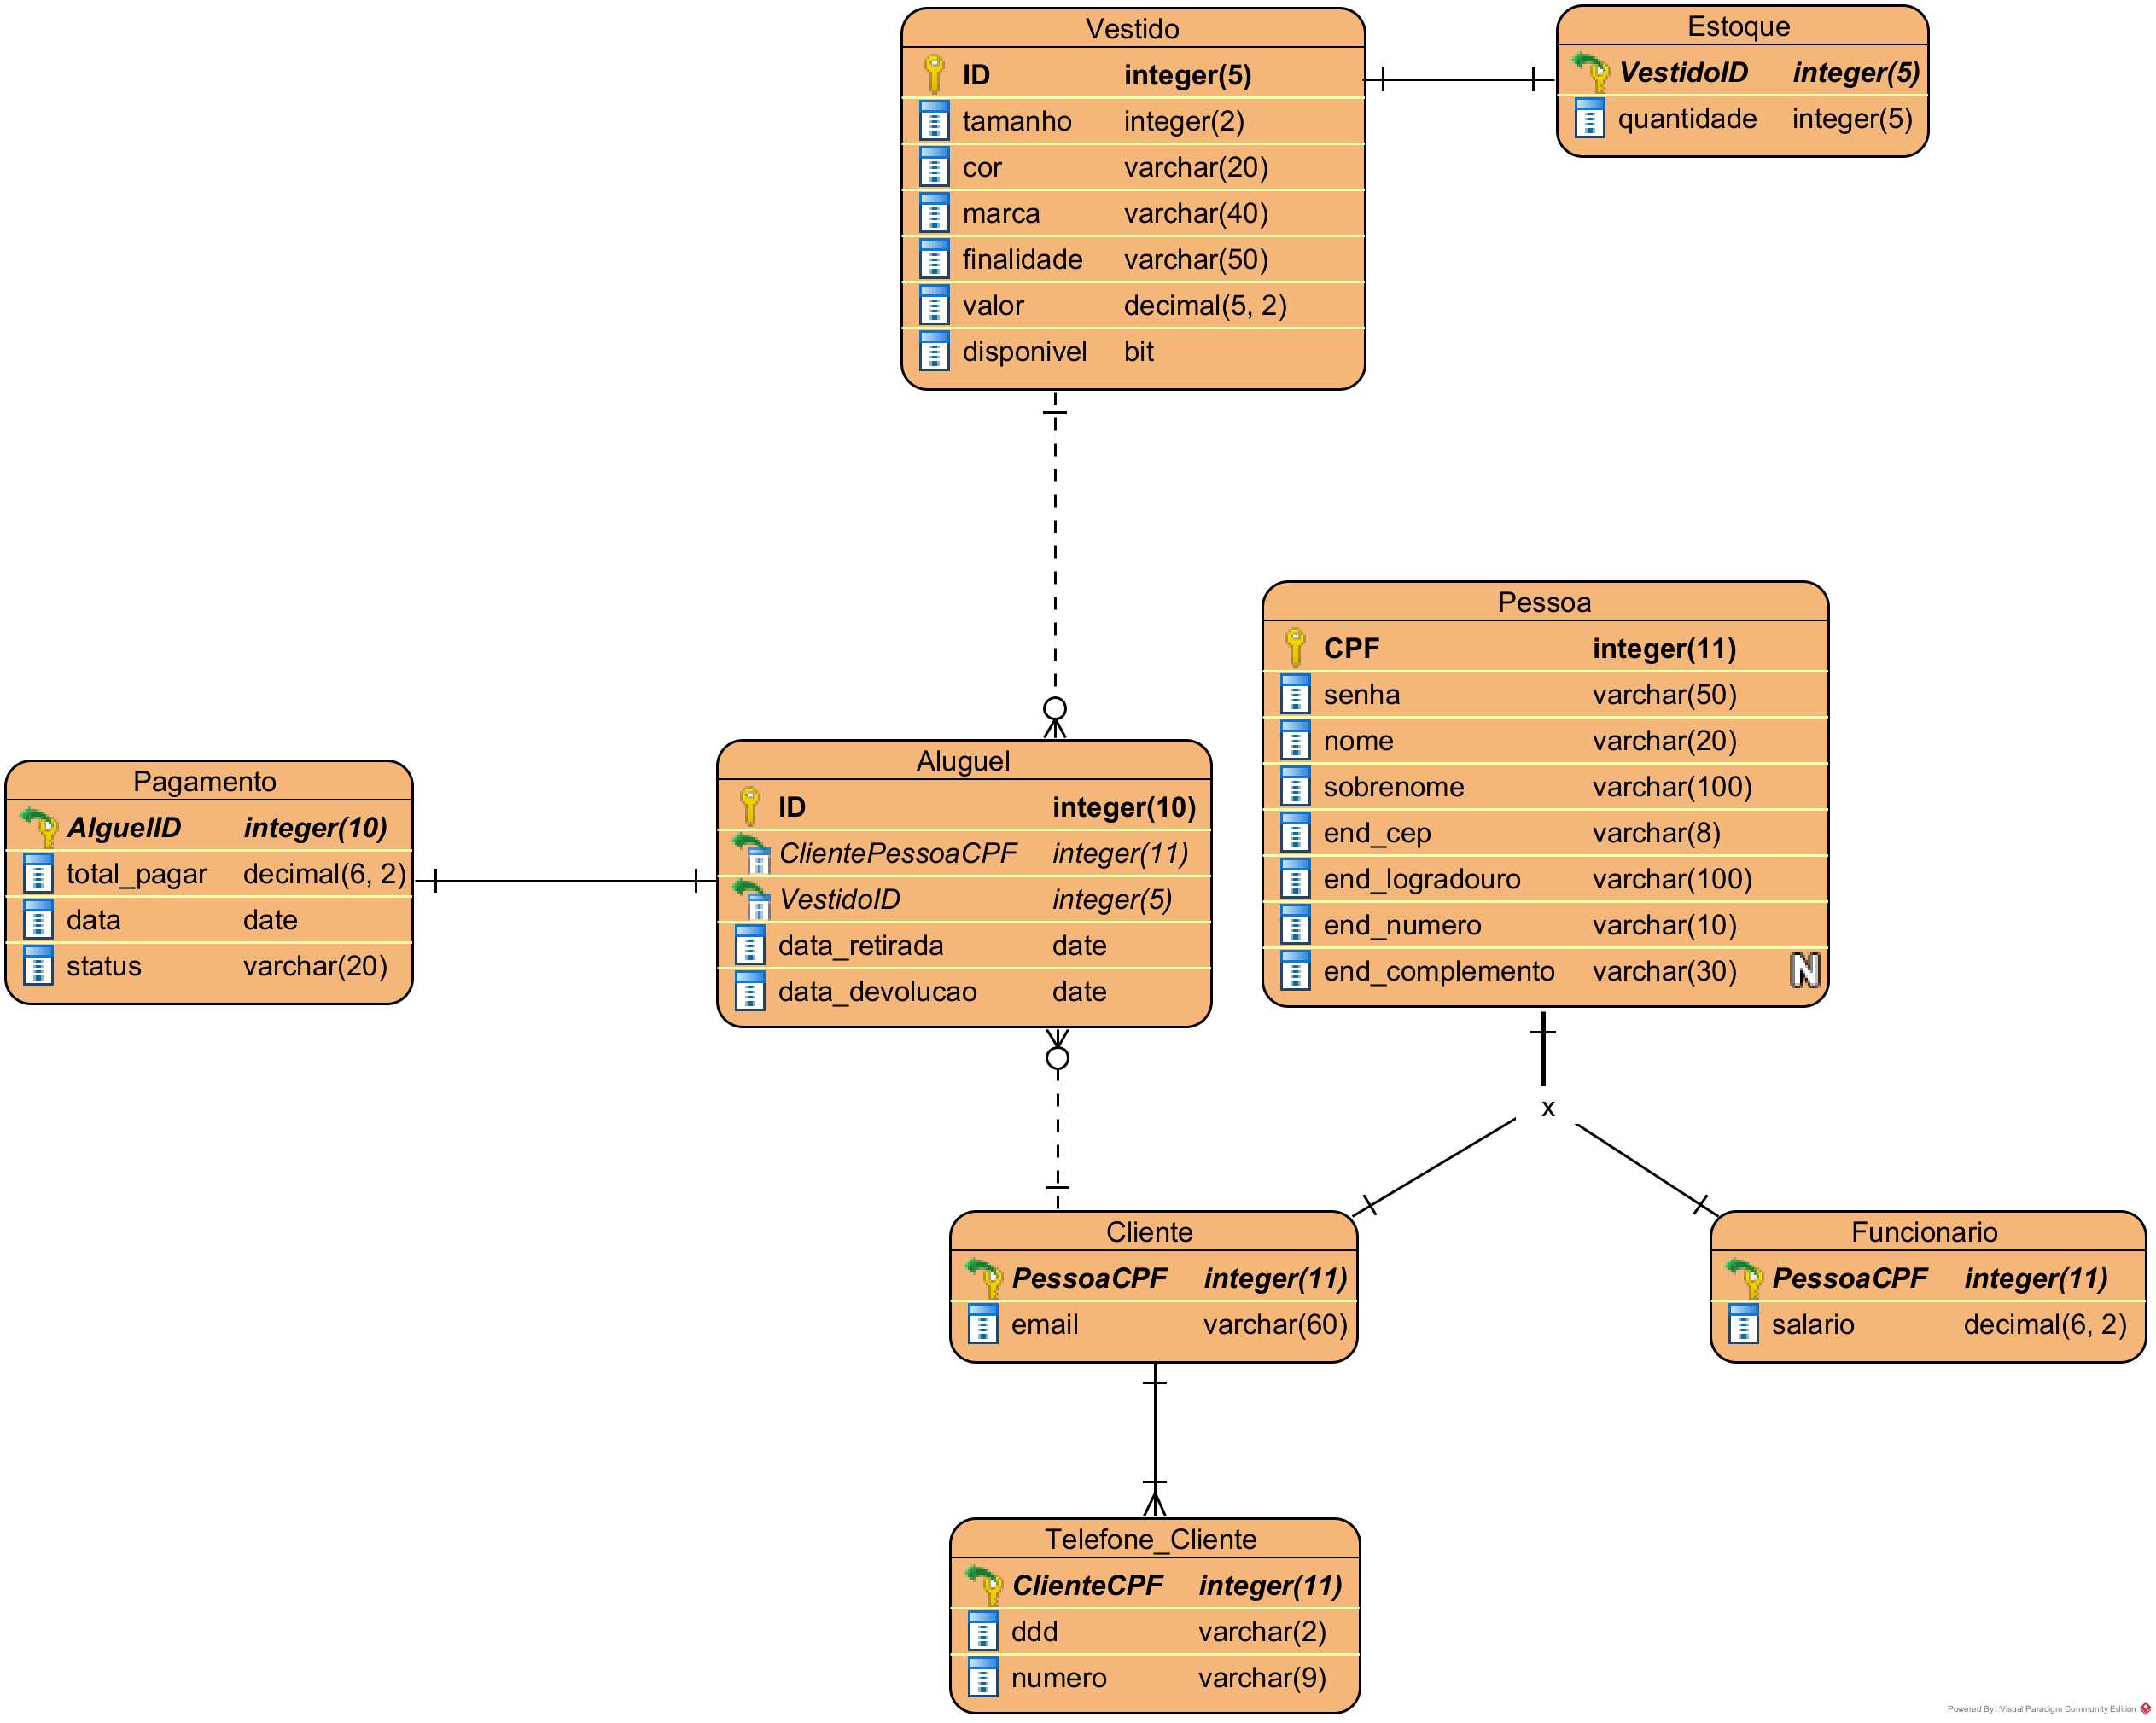 Vestido
ID integer(5)
tamanho integer(2)
cor varchar(20)
marca varchar(40)
finalidade varchar(50)
valor decimal(5, 2)
disponivel bit
Estoque
VestidoID integer(5)
quantidade integer(5)
Pessoa
CPF integer(11)
senha varchar(50)
nome varchar(20)
sobrenome varchar(100)
end_cep varchar(8)
end_logradouro varchar(100)
end_numero varchar(10)
end_complemento varchar(30) N
Aluguel
ID integer(10)
ClientePessoaCPF integer(11)
VestidoID integer(5)
data_retirada date
data_devolucao date
Pagamento
AlguelID integer(10)
total_pagar decimal(6, 2)
data date
status varchar(20)
x
Cliente
PessoaCPF integer(11)
email varchar(60)
Funcionario
PessoaCPF integer(11)
salario decimal(6, 2)
Telefone_Cliente
ClienteCPF integer(11)
ddd varchar(2)
numero varchar(9)
Powered By Visual Paradigm Community Edition